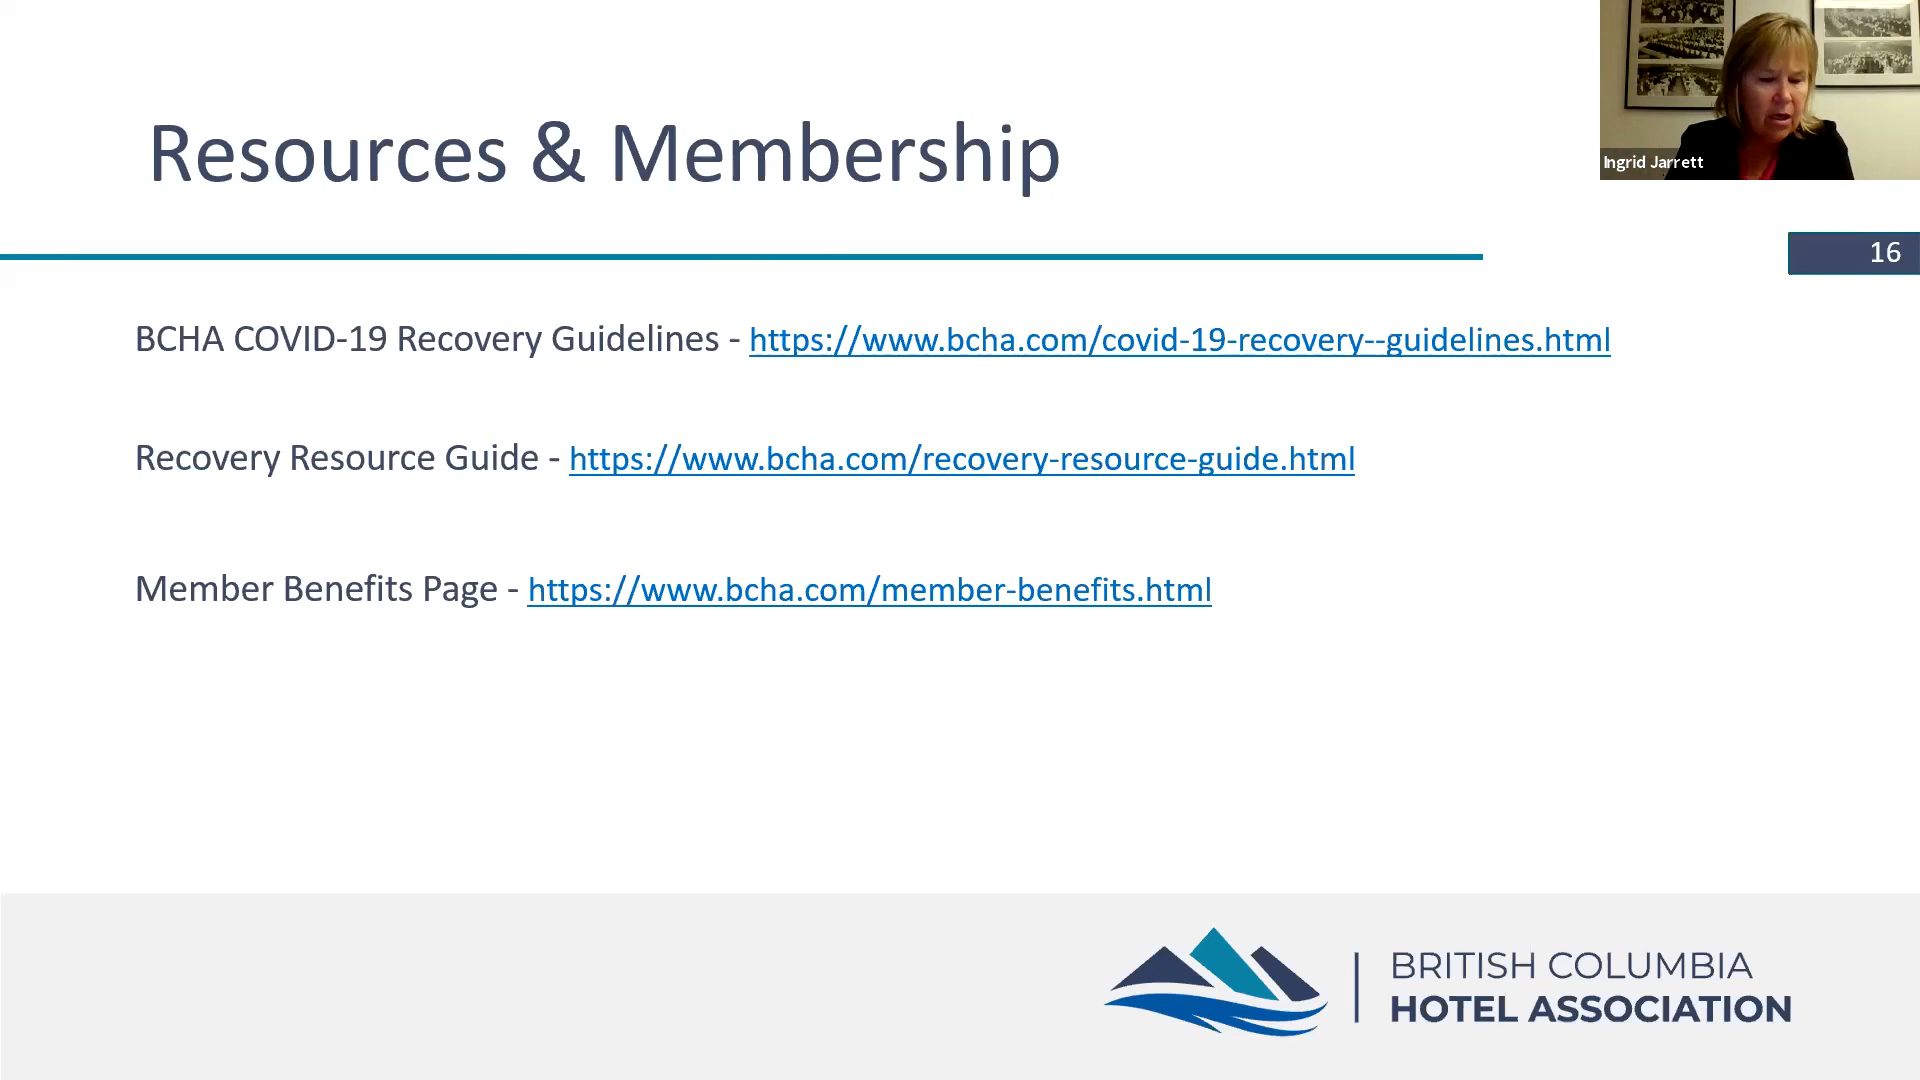 Resources & Membership
Ingrid Jarrett
16
BCHA COVID-19 Recovery Guidelines - https://www.bcha.com/covid-19-recovery--guidelines.html
Recovery Resource Guide - https://www.bcha.com/recovery-resource-guide.html
Member Benefits Page - https://www.bcha.com/member-benefits.html
BRITISH COLUMBIA
HOTEL ASSOCIATION